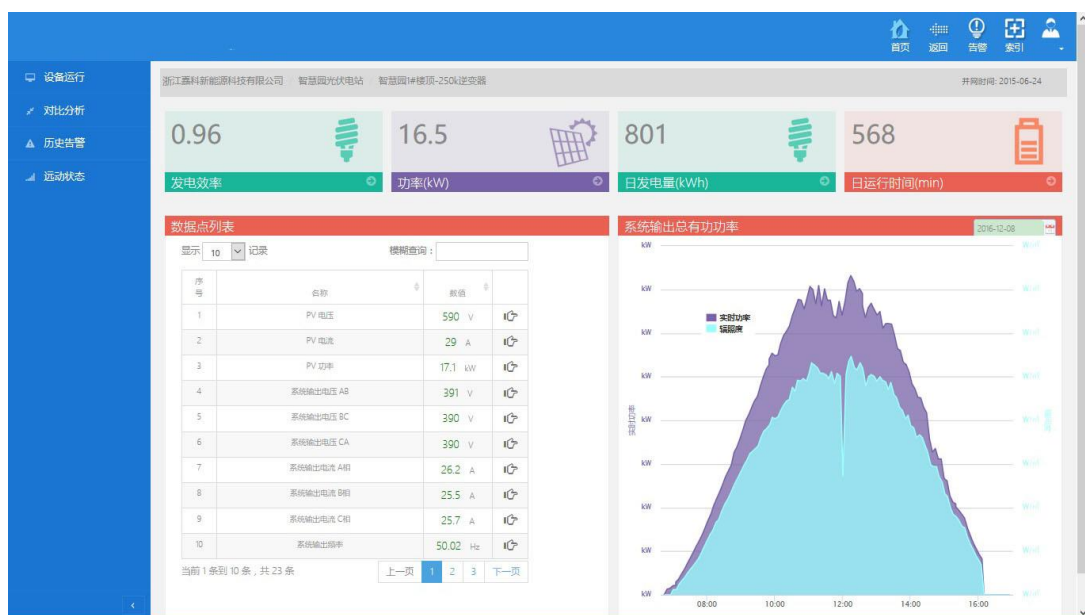 首页 返回 告警 索引
设备运行
对比分析
历史告警
远动状态
浙江嘉科新能源科技有限公司 智慧园光伏电站 智慧园1#楼顶-250k逆变器 并网时间: 2015-06-24
0.96 16.5 801 568
发电效率 功率(kW) 日发电量(kWh) 日运行时间(min)
数据点列表
显示 10 记录 模糊查询：
序号 名称 数值
1 PV 电压 590 V
2 PV 电流 29 A
3 PV 功率 17.1 kW
4 系统输出电压 AB 391 V
5 系统输出电压 BC 390 V
6 系统输出电压 CA 390 V
7 系统输出电流 A相 26.2 A
8 系统输出电流 B相 25.5 A
9 系统输出电流 C相 25.7 A
10 系统输出频率 50.02 Hz
当前 1 条到 10 条，共 23 条 上一页 1 2 3 下一页
系统输出总有功功率 2016-12-08
kW
kW
实时功率
辐照度
kW
kW
实时功率
kW
kW
kW
kW
kW
08:00 10:00 12:00 14:00 16:00